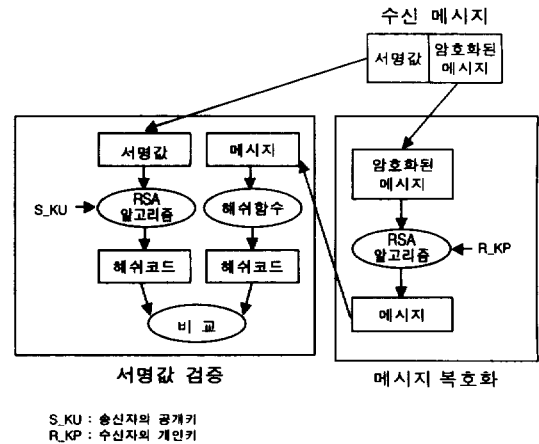 수신 메시지
서명값
암호화된
메시지
서명값
메시지
S_KU
RSA
알고리즘
헤쉬함수
헤쉬코드
헤쉬코드
비 교
서명값 검증
암호화된
메시지
RSA
알고리즘
R_KP
메시지
메시지 복호화
S_KU : 송신자의 공개키
R_KP : 수신자의 개인키